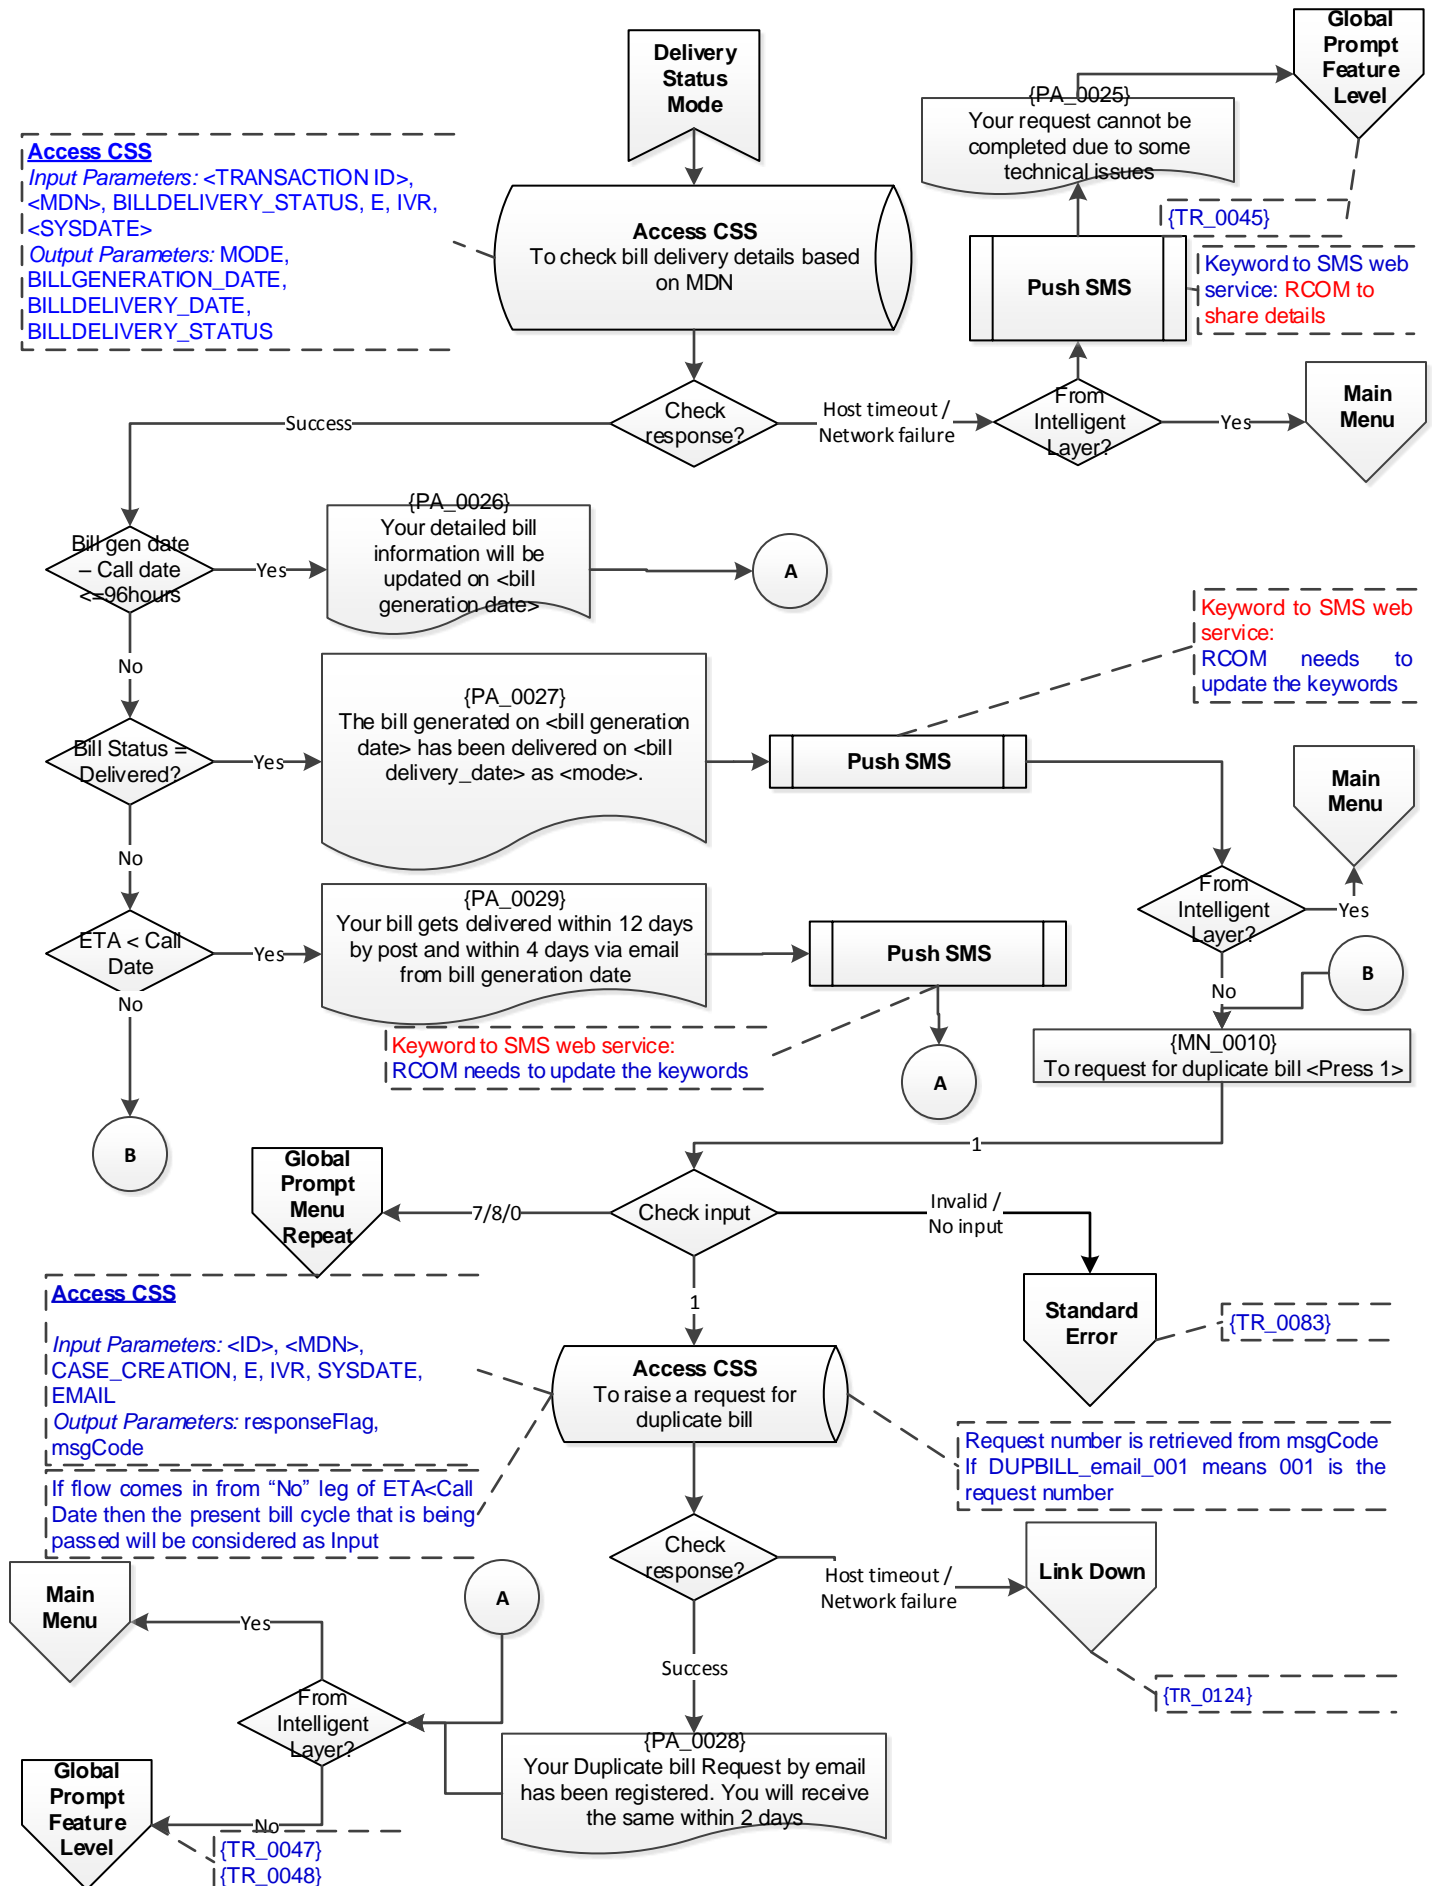 Delivery
Status
Mode
Global
Prompt
Feature
Level
{PA_0025}
Your request cannot be
completed due to some
technical issues
{TR_0045}
Access CSS
Input Parameters: <TRANSACTION ID>,
<MDN>, BILLDELIVERY_STATUS, E, IVR,
<SYSDATE>
Output Parameters: MODE,
BILLGENERATION_DATE,
BILLDELIVERY_DATE,
BILLDELIVERY_STATUS
Access CSS
To check bill delivery details based
on MDN
Push SMS
Keyword to SMS web
service: RCOM to
share details
Check
response?
Success
Host timeout /
Network failure
From
Intelligent
Layer?
Yes
Main
Menu
Bill gen date
– Call date
<=96hours
Yes
{PA_0026}
Your detailed bill
information will be
updated on <bill
generation date>
A
No
Keyword to SMS web
service:
RCOM needs to
update the keywords
Bill Status =
Delivered?
Yes
{PA_0027}
The bill generated on <bill generation
date> has been delivered on <bill
delivery_date> as <mode>.
Push SMS
Main
Menu
No
From
Intelligent
Layer?
Yes
ETA < Call
Date
Yes
{PA_0029}
Your bill gets delivered within 12 days
by post and within 4 days via email
from bill generation date
Push SMS
B
No
No
Keyword to SMS web service:
RCOM needs to update the keywords
A
{MN_0010}
To request for duplicate bill <Press 1>
B
1
Global
Prompt
Menu
Repeat
7/8/0
Check input
Invalid /
No input
1
Standard
Error
{TR_0083}
Access CSS
Input Parameters: <ID>, <MDN>,
CASE_CREATION, E, IVR, SYSDATE,
EMAIL
Output Parameters: responseFlag,
msgCode
If flow comes in from “No” leg of ETA<Call
Date then the present bill cycle that is being
passed will be considered as Input
Access CSS
To raise a request for
duplicate bill
Request number is retrieved from msgCode
If DUPBILL_email_001 means 001 is the
request number
Check
response?
Host timeout /
Network failure
Link Down
{TR_0124}
Main
Menu
Yes
A
Success
From
Intelligent
Layer?
{PA_0028}
Your Duplicate bill Request by email
has been registered. You will receive
the same within 2 days
Global
Prompt
Feature
Level
No
{TR_0047}
{TR_0048}